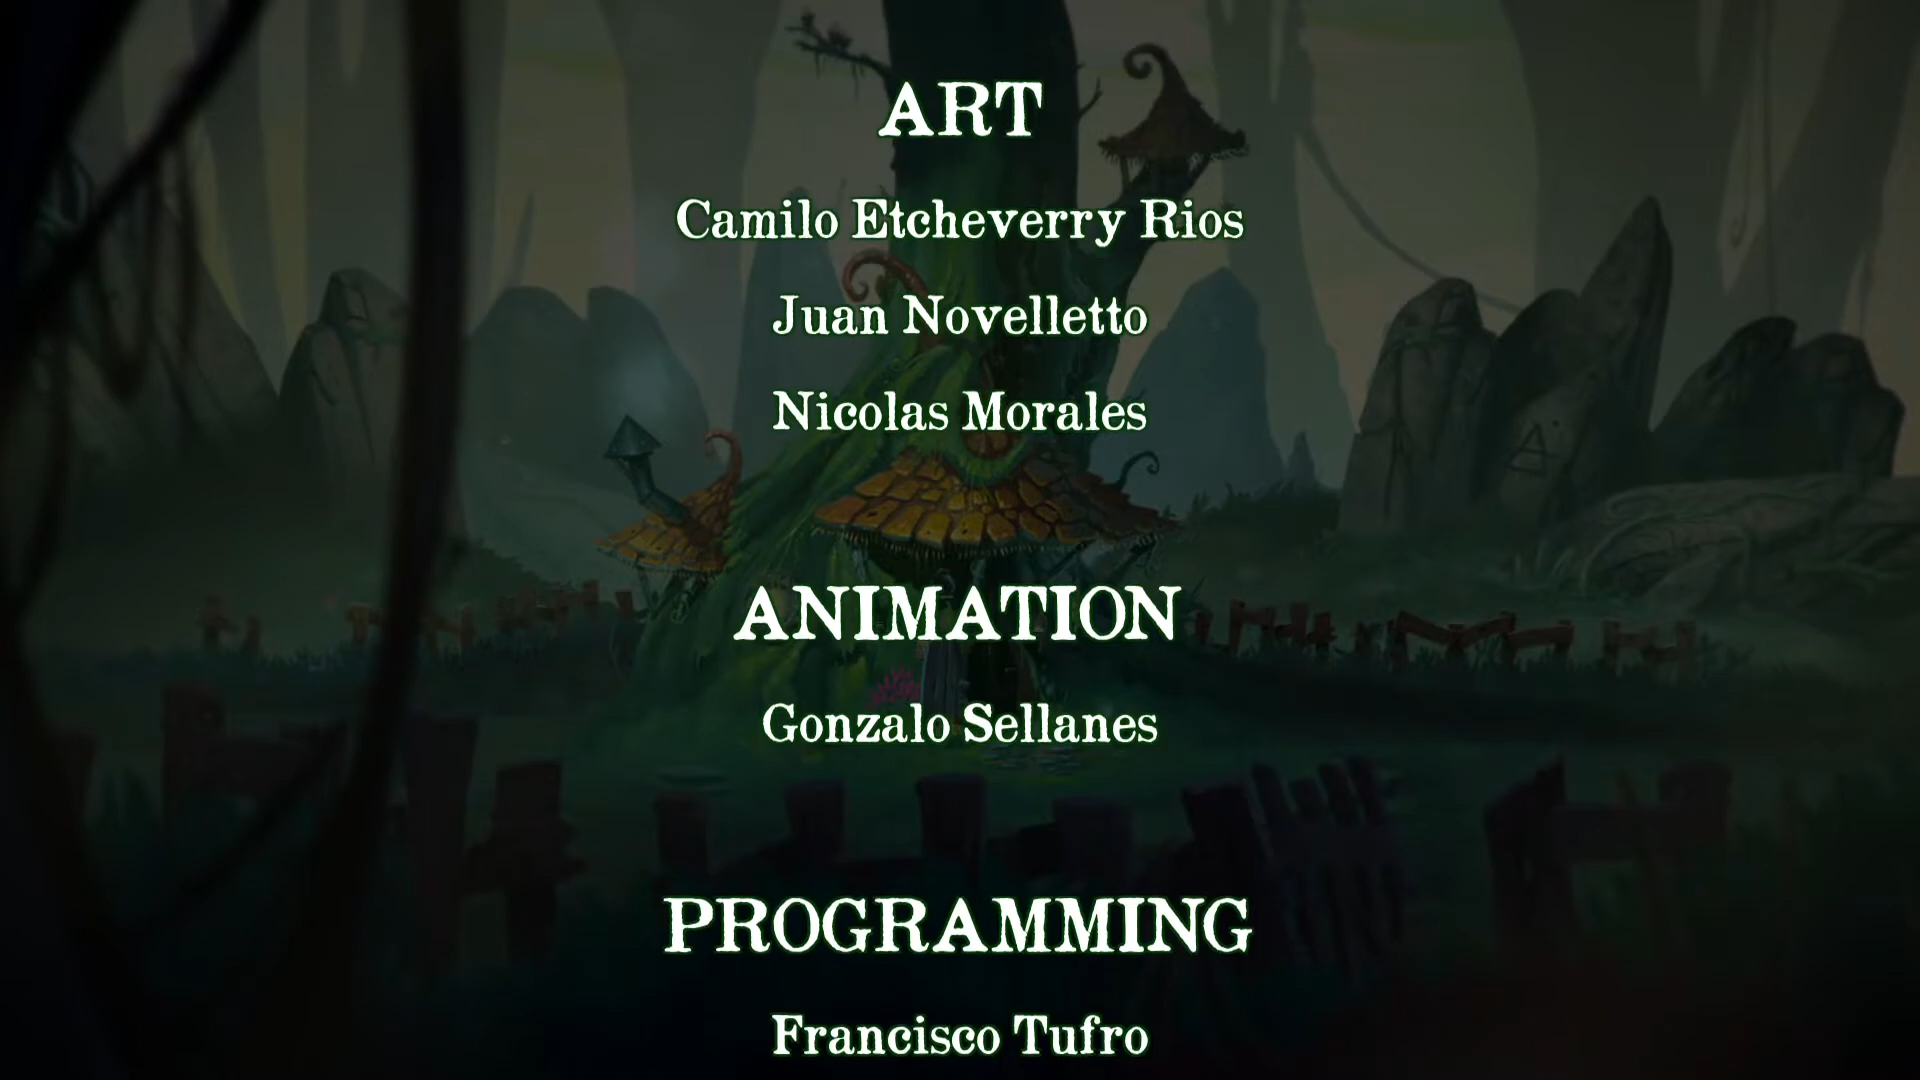 ART
Camilo Etcheverry Rios
Juan Novelletto
Nicolas Morales
ANIMATION
Gonzalo Sellanes
PROGRAMMING
Francisco Tufro